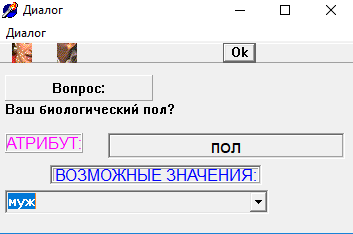 Диалог
Диалог
Ok
Вопрос:
Ваш биологический пол?
АТРИБУТ:
пол
ВОЗМОЖНЫЕ ЗНАЧЕНИЯ:
муж